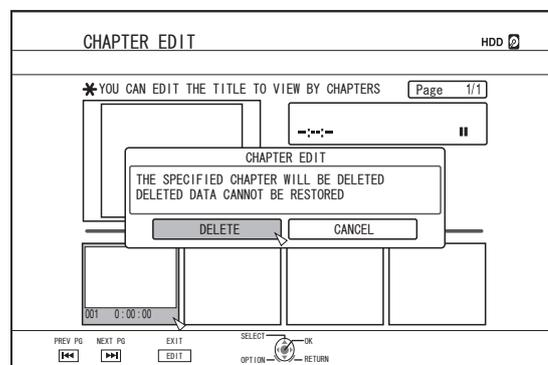 CHAPTER EDIT
HDD
*YOU CAN EDIT THE TITLE TO VIEW BY CHAPTERS
Page 1/1
--:--:--
CHAPTER EDIT
THE SPECIFIED CHAPTER WILL BE DELETED
DELETED DATA CANNOT BE RESTORED
DELETE CANCEL
001 0:00:00
PREV PG NEXT PG EXIT SELECT OK
EDIT OPTION RETURN